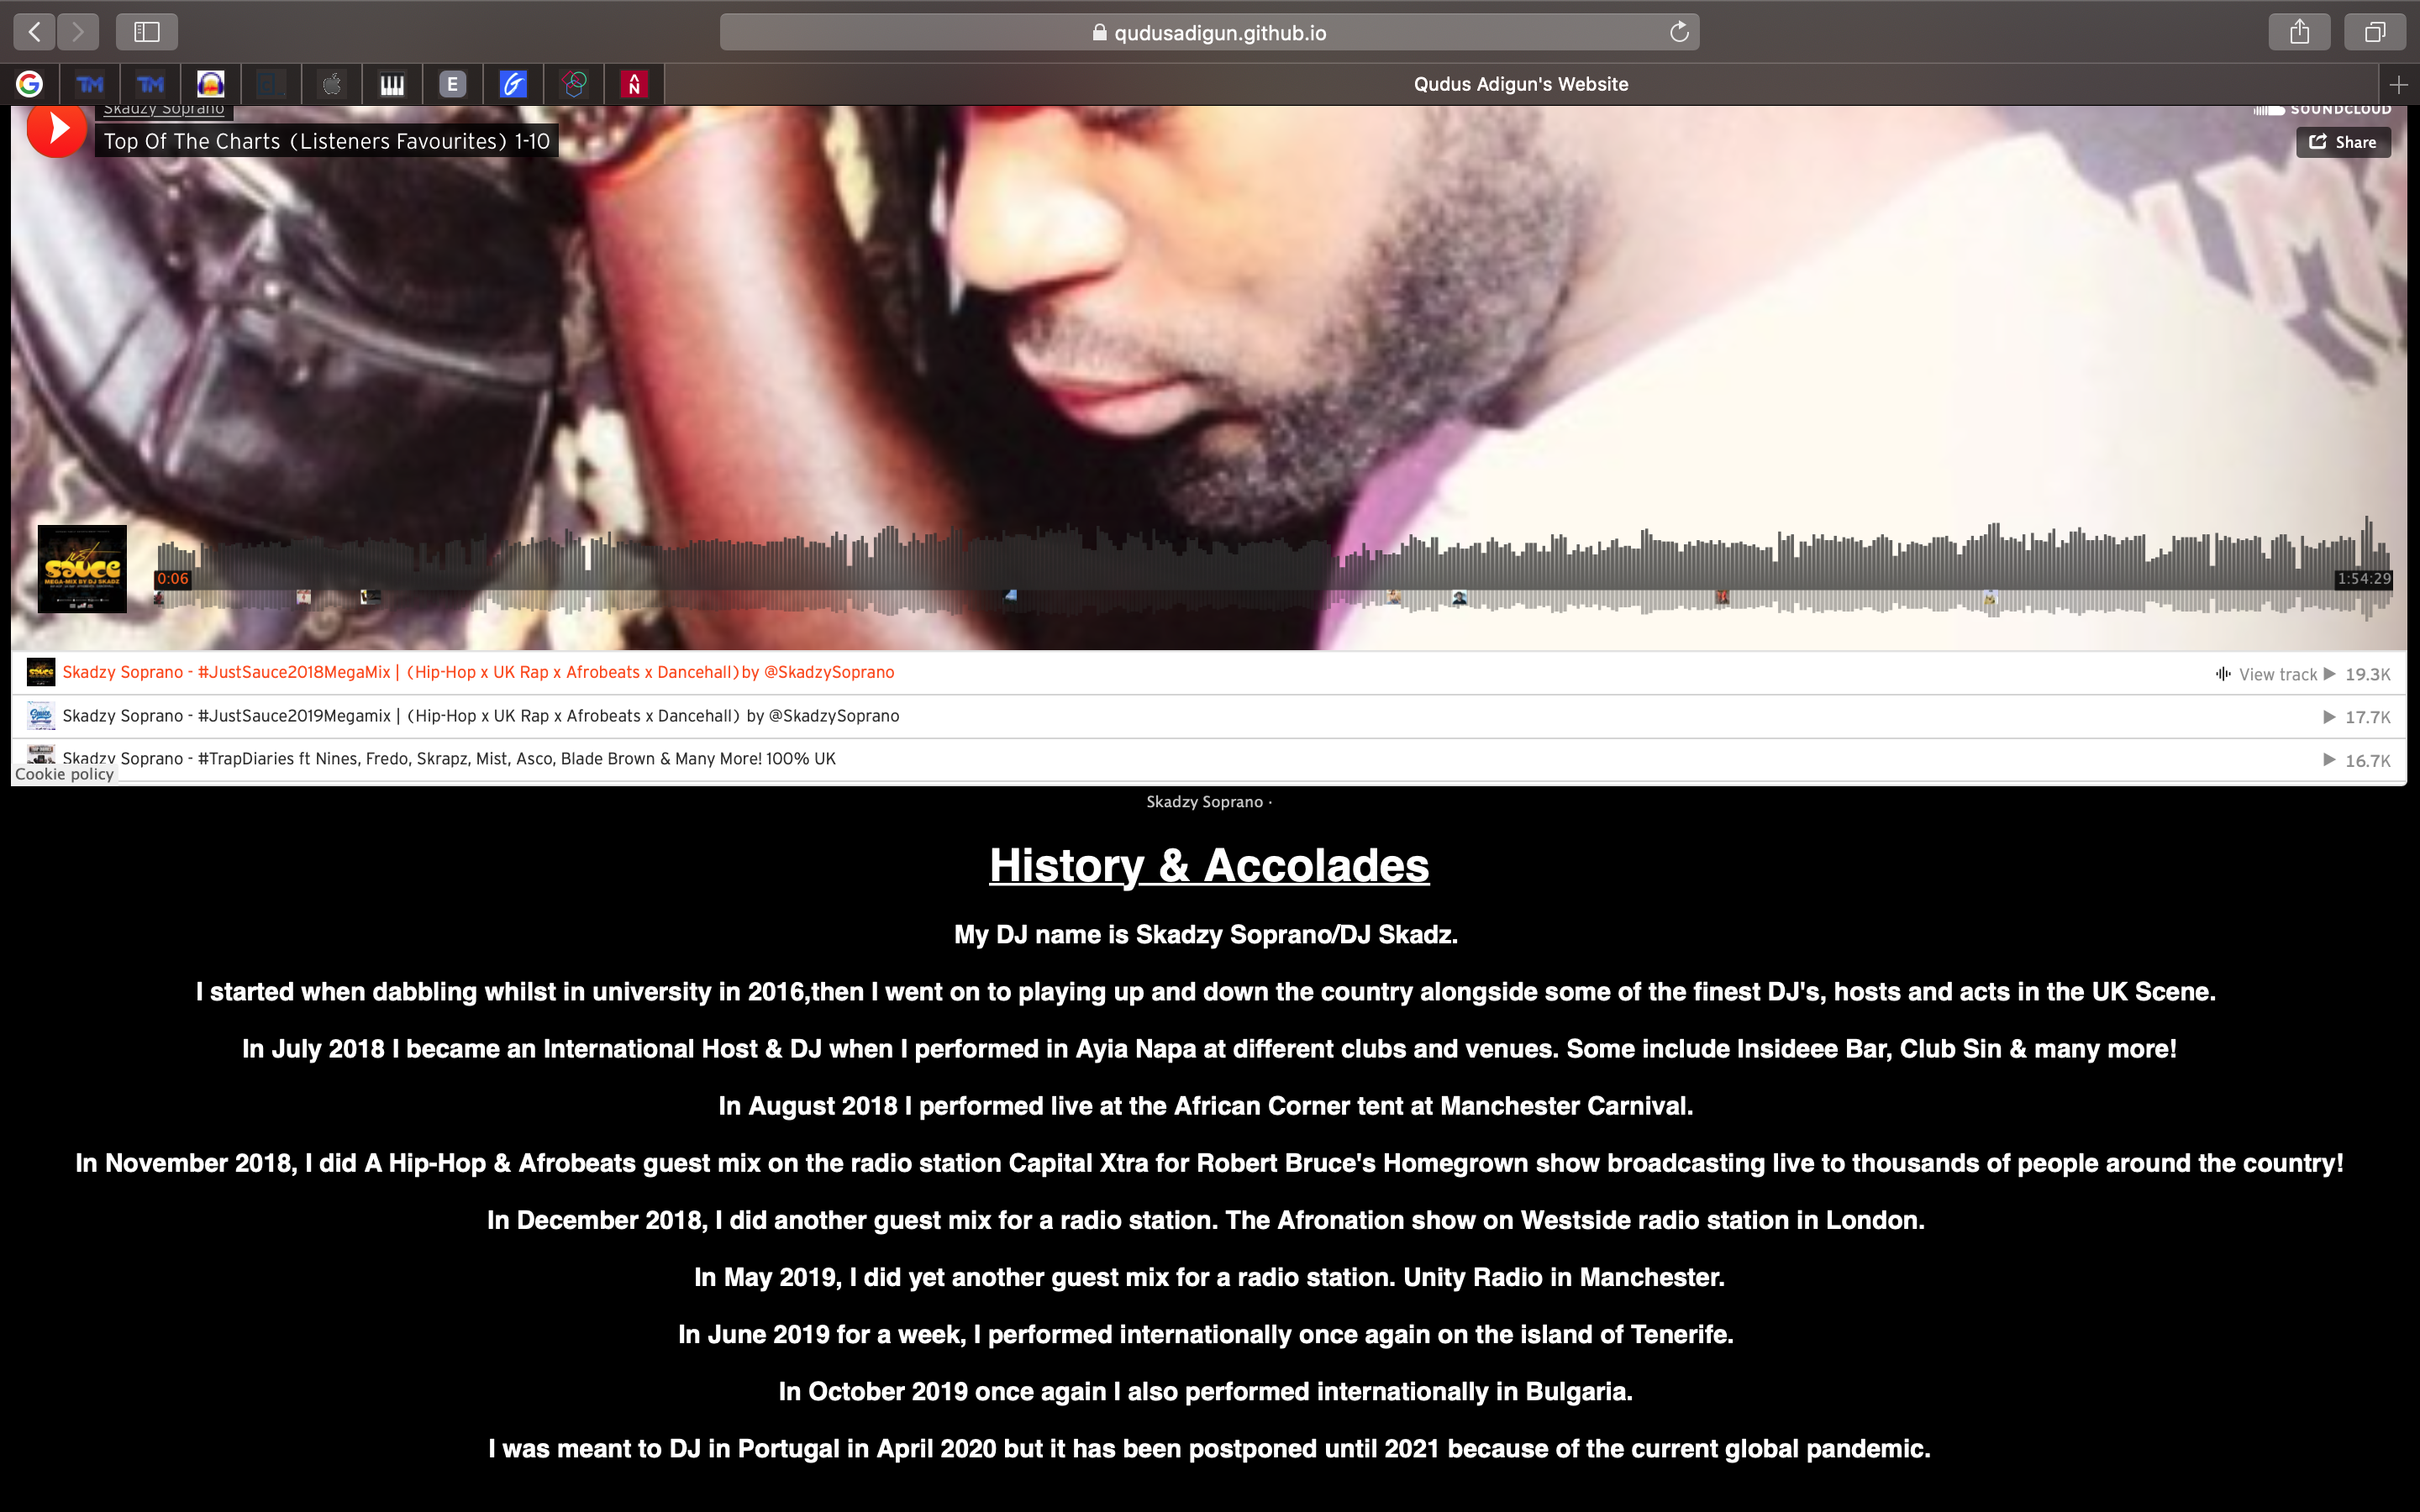 qudusadigun.github.io
Qudus Adigun's Website
Skadzy Soprano
SOUNDCLOUD
Top Of The Charts (Listeners Favourites) 1-10
Share
SAUCE
MEGA-MIX BY DJ SKADZ
0:06
1:54:29
Skadzy Soprano - #JustSauce2018MegaMix | (Hip-Hop x UK Rap x Afrobeats x Dancehall)by @SkadzySoprano
View track 19.3K
Skadzy Soprano - #JustSauce2019Megamix | (Hip-Hop x UK Rap x Afrobeats x Dancehall) by @SkadzySoprano
17.7K
Skadzy Soprano - #TrapDiaries ft Nines, Fredo, Skrapz, Mist, Asco, Blade Brown & Many More! 100% UK
16.7K
Cookie policy
Skadzy Soprano ·
History & Accolades
My DJ name is Skadzy Soprano/DJ Skadz.
I started when dabbling whilst in university in 2016,then I went on to playing up and down the country alongside some of the finest DJ's, hosts and acts in the UK Scene.
In July 2018 I became an International Host & DJ when I performed in Ayia Napa at different clubs and venues. Some include Insideee Bar, Club Sin & many more!
In August 2018 I performed live at the African Corner tent at Manchester Carnival.
In November 2018, I did A Hip-Hop & Afrobeats guest mix on the radio station Capital Xtra for Robert Bruce's Homegrown show broadcasting live to thousands of people around the country!
In December 2018, I did another guest mix for a radio station. The Afronation show on Westside radio station in London.
In May 2019, I did yet another guest mix for a radio station. Unity Radio in Manchester.
In June 2019 for a week, I performed internationally once again on the island of Tenerife.
In October 2019 once again I also performed internationally in Bulgaria.
I was meant to DJ in Portugal in April 2020 but it has been postponed until 2021 because of the current global pandemic.